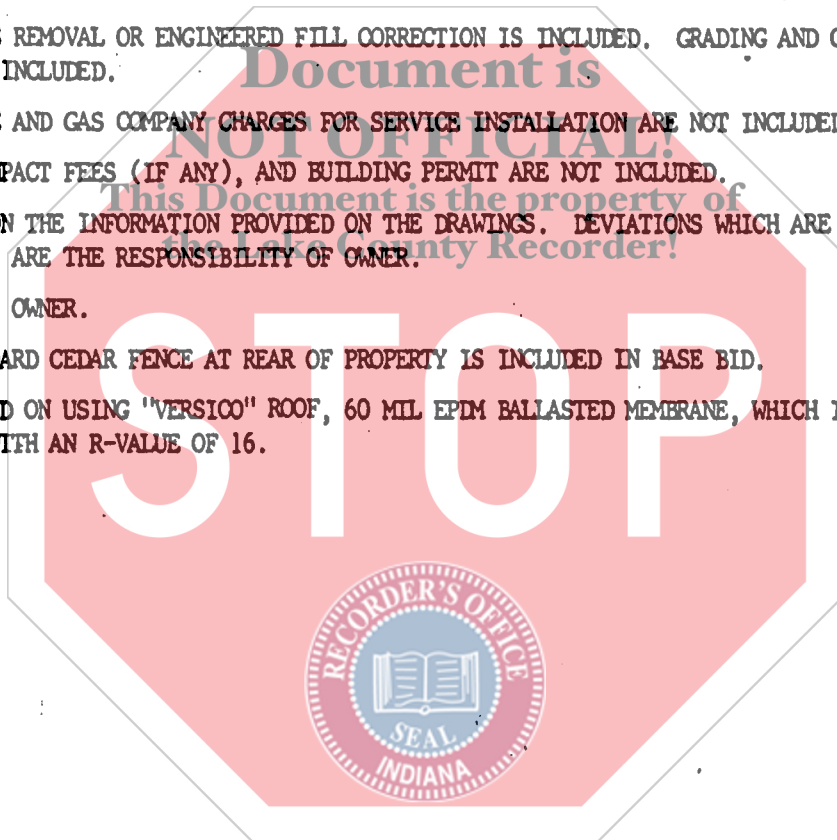 REMOVAL OR ENGINEERED FILL CORRECTION IS INCLUDED. GRADING AND
INCLUDED.
Document is
AND GAS COMPANY CHARGES FOR SERVICE INSTALLATION ARE NOT INCLUDED
NOT OFFICIAL!
PACT FEES (IF ANY), AND BUILDING PERMIT ARE NOT INCLUDED.
This Document is the property of
N THE INFORMATION PROVIDED ON THE DRAWINGS. DEVIATIONS WHICH ARE
the Lake County Recorder!
ARE THE RESPONSIBILITY OF OWNER.
OWNER.
STOP
ARD CEDAR FENCE AT REAR OF PROPERTY IS INCLUDED IN BASE BID.
D ON USING "VERSICO" ROOF, 60 MIL EPDM BALLASTED MEMBRANE, WHICH
ITH AN R-VALUE OF 16.
RECORDER'S OFFICE
SEAL
INDIANA